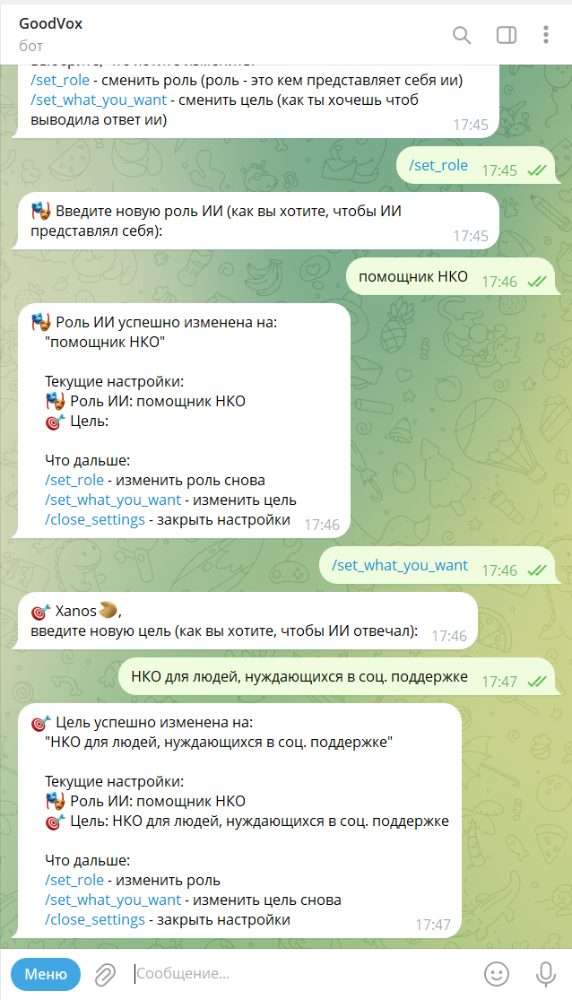 GoodVox
бот
выберите, что хотите изменить:
/set_role - сменить роль (роль - это кем представляет себя ии)
/set_what_you_want - сменить цель (как ты хочешь чтоб
выводила ответ ии)
17:45
/set_role 17:45
Введите новую роль ИИ (как вы хотите, чтобы ИИ
представлял себя):
17:45
помощник НКО 17:46
Роль ИИ успешно изменена на:
"помощник НКО"
Текущие настройки:
Роль ИИ: помощник НКО
Цель:
Что дальше:
/set_role - изменить роль снова
/set_what_you_want - изменить цель
/close_settings - закрыть настройки 17:46
/set_what_you_want 17:46
Xanos,
введите новую цель (как вы хотите, чтобы ИИ отвечал): 17:46
НКО для людей, нуждающихся в соц. поддержке 17:47
Цель успешно изменена на:
"НКО для людей, нуждающихся в соц. поддержке"
Текущие настройки:
Роль ИИ: помощник НКО
Цель: НКО для людей, нуждающихся в соц. поддержке
Что дальше:
/set_role - изменить роль
/set_what_you_want - изменить цель снова
/close_settings - закрыть настройки
17:47
Меню
Сообщение...